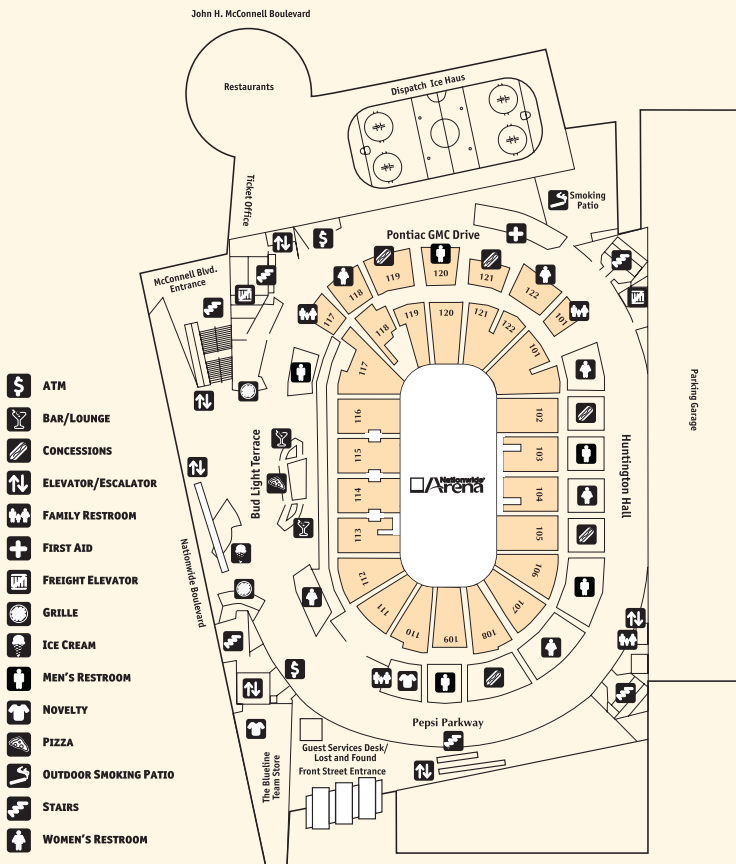 John H. McConnell Boulevard
Restaurants
Dispatch Ice Haus
Ticket Office
Smoking
Patio
Pontiac GMC Drive
McConnell Blvd.
Entrance
117
118
119
120
121
122
101
117
118
119
120
121
122
101
116
115
114
113
112
111
110
109
108
107
106
105
104
103
102
Nationwide
Arena
Bud Light Terrace
Huntington Hall
Parking Garage
Nationwide Boulevard
$
ATM
BAR/LOUNGE
CONCESSIONS
ELEVATOR/ESCALATOR
FAMILY RESTROOM
FIRST AID
FREIGHT ELEVATOR
GRILLE
ICE CREAM
MEN'S RESTROOM
NOVELTY
PIZZA
OUTDOOR SMOKING PATIO
STAIRS
WOMEN'S RESTROOM
$
$
Pepsi Parkway
Guest Services Desk/
Lost and Found
Front Street Entrance
The Blueline
Team Store